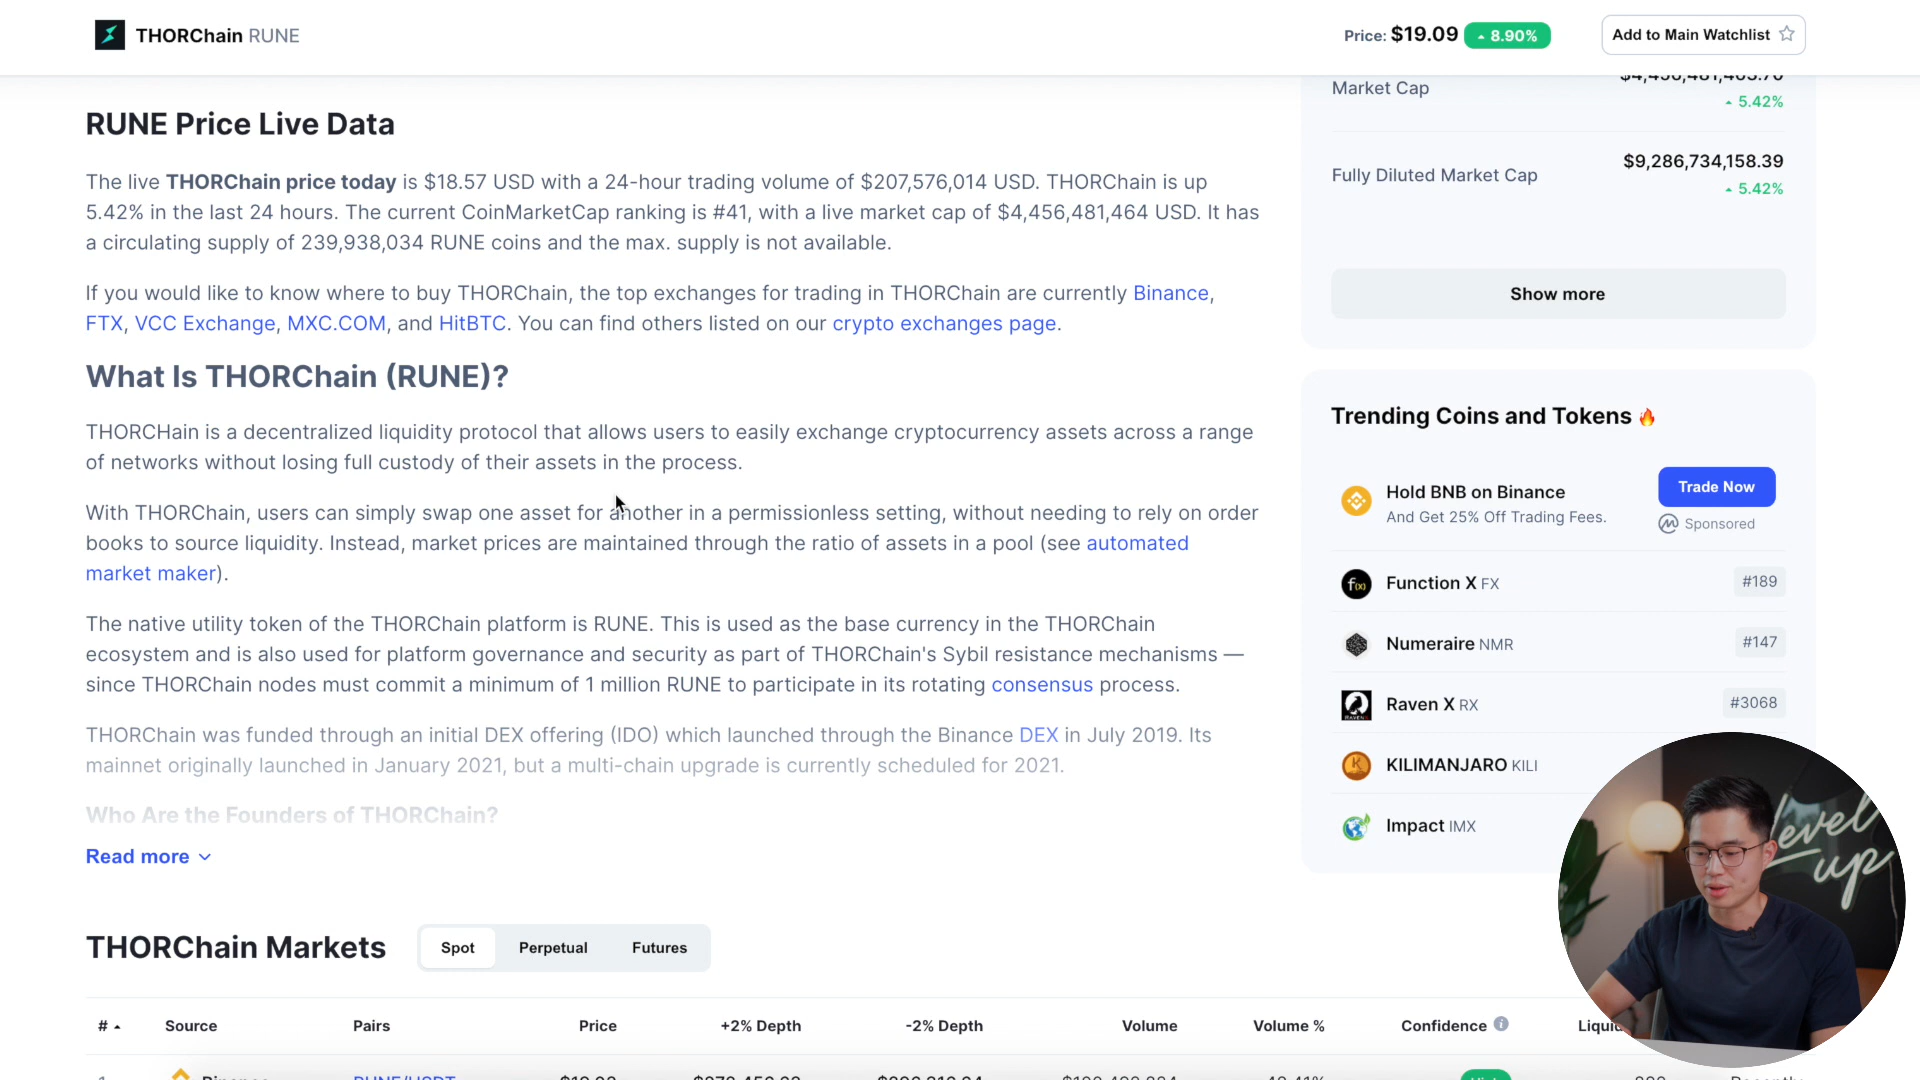 THORChain RUNE
Price: $19.09 8.90%
Add to Main Watchlist
RUNE Price Live Data
The live THORChain price today is $18.57 USD with a 24-hour trading volume of $207,576,014 USD. THORChain is up
5.42% in the last 24 hours. The current CoinMarketCap ranking is #41, with a live market cap of $4,456,481,464 USD. It has
a circulating supply of 239,938,034 RUNE coins and the max. supply is not available.
If you would like to know where to buy THORChain, the top exchanges for trading in THORChain are currently Binance,
FTX, VCC Exchange, MXC.COM, and HitBTC. You can find others listed on our crypto exchanges page.
What Is THORChain (RUNE)?
THORCHain is a decentralized liquidity protocol that allows users to easily exchange cryptocurrency assets across a range
of networks without losing full custody of their assets in the process.
With THORChain, users can simply swap one asset for another in a permissionless setting, without needing to rely on order
books to source liquidity. Instead, market prices are maintained through the ratio of assets in a pool (see automated
market maker).
The native utility token of the THORChain platform is RUNE. This is used as the base currency in the THORChain
ecosystem and is also used for platform governance and security as part of THORChain's Sybil resistance mechanisms —
since THORChain nodes must commit a minimum of 1 million RUNE to participate in its rotating consensus process.
THORChain was funded through an initial DEX offering (IDO) which launched through the Binance DEX in July 2019. Its
mainnet originally launched in January 2021, but a multi-chain upgrade is currently scheduled for 2021.
Who Are the Founders of THORChain?
Read more
Market Cap
5.42%
Fully Diluted Market Cap
$9,286,734,158.39
5.42%
Show more
Trending Coins and Tokens
Hold BNB on Binance
And Get 25% Off Trading Fees.
Trade Now
Sponsored
Function X FX #189
Numeraire NMR #147
Raven X RX #3068
KILIMANJARO KILI
Impact IMX
level
up
THORChain Markets
Spot Perpetual Futures
# Source Pairs Price +2% Depth -2% Depth Volume Volume % Confidence